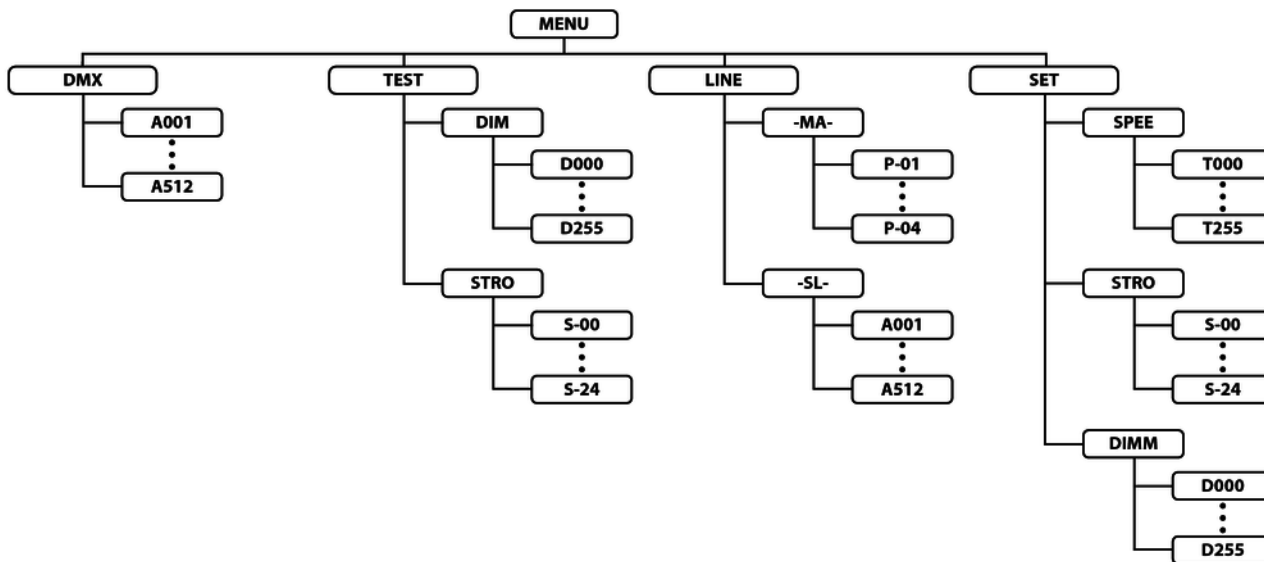 MENU
DMX
TEST
LINE
SET
A001
A512
DIM
D000
D255
STRO
S-00
S-24
-MA-
P-01
P-04
-SL-
A001
A512
SPEE
T000
T255
STRO
S-00
S-24
DIMM
D000
D255